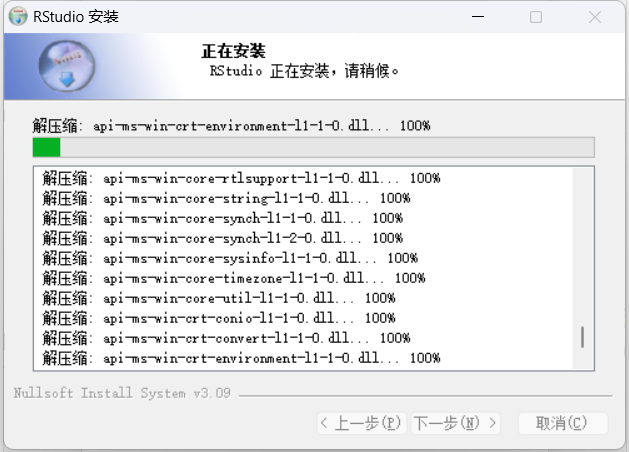 RStudio 安装
正在安装
RStudio 正在安装，请稍候。
解压缩: api-ms-win-crt-environment-l1-1-0.dll... 100%
解压缩: api-ms-win-core-rtlsupport-l1-1-0.dll... 100%
解压缩: api-ms-win-core-string-l1-1-0.dll... 100%
解压缩: api-ms-win-core-synch-l1-1-0.dll... 100%
解压缩: api-ms-win-core-synch-l1-2-0.dll... 100%
解压缩: api-ms-win-core-sysinfo-l1-1-0.dll... 100%
解压缩: api-ms-win-core-timezone-l1-1-0.dll... 100%
解压缩: api-ms-win-core-util-l1-1-0.dll... 100%
解压缩: api-ms-win-crt-conio-l1-1-0.dll... 100%
解压缩: api-ms-win-crt-convert-l1-1-0.dll... 100%
解压缩: api-ms-win-crt-environment-l1-1-0.dll... 100%
Nullsoft Install System v3.09
< 上一步(P) 下一步(N) > 取消(C)